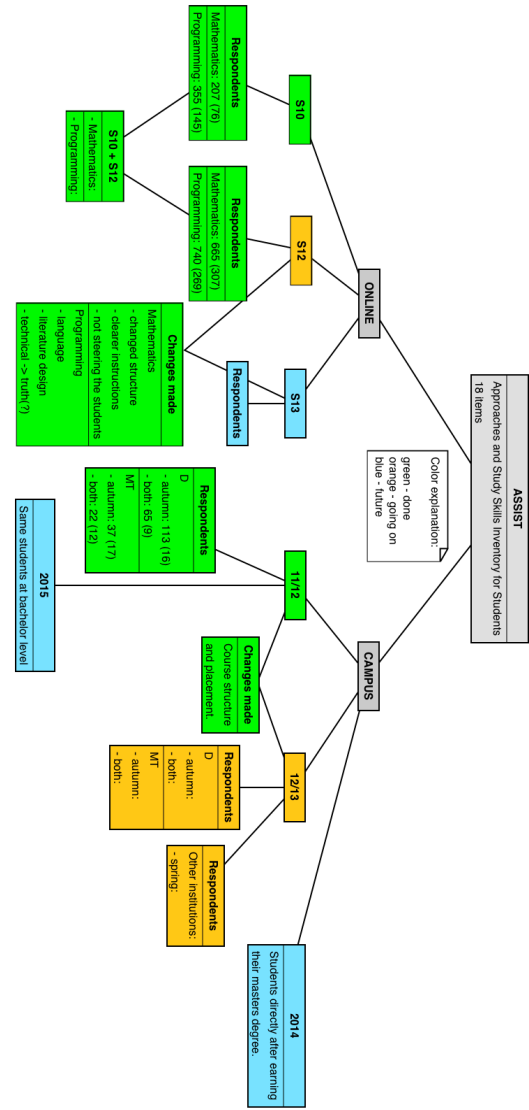 ASSIST
Approaches and Study Skills Inventory for Students
18 items
Color explanation:
green - done
orange - going on
blue - future
ONLINE
CAMPUS
S10
S12
S13
11/12
12/13
2014
Students directly after earning
their masters degree.
Respondents
Mathematics: 207 (76)
Programming: 355 (145)
Respondents
Mathematics: 665 (307)
Programming: 740 (269)
Respondents
S10 + S12
- Mathematics:
- Programming:
Changes made
Mathematics
- changed structure
- clearer instructions
- not steering the students
Programming
- language
- literature design
- technical -> truth(?)
Respondents
D
- autumn: 113 (16)
- both: 65 (9)
MT
- autumn: 37 (17)
- both: 22 (12)
2015
Same students at bachelor level
Changes made
Course structure
and placement.
Respondents
D
- autumn:
- both:
MT
- autumn:
- both:
Respondents
Other institutions:
- spring: